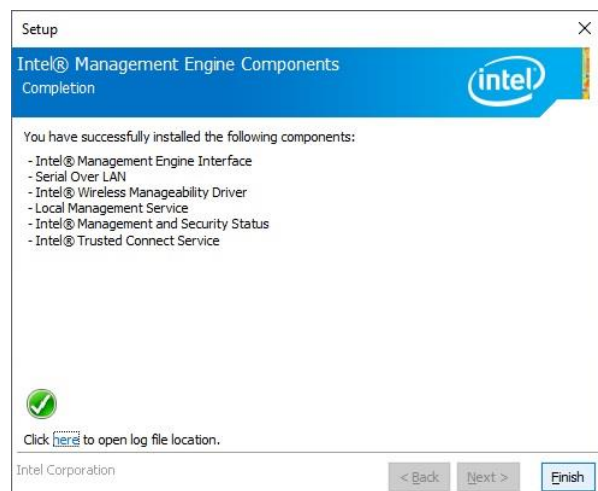 Setup
Intel® Management Engine Components
Completion
intel
You have successfully installed the following components:
- Intel® Management Engine Interface
- Serial Over LAN
- Intel® Wireless Manageability Driver
- Local Management Service
- Intel® Management and Security Status
- Intel® Trusted Connect Service
Click here to open log file location.
Intel Corporation
< Back Next > Finish